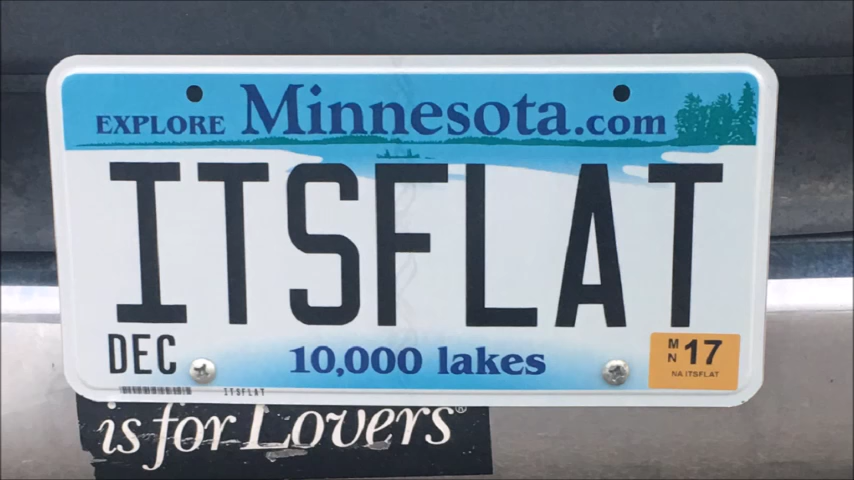 EXPLORE Minnesota.com
ITSFLAT
DEC
10,000 lakes
MN 17
NA ITSFLAT
ITSFLAT
is for Lovers®